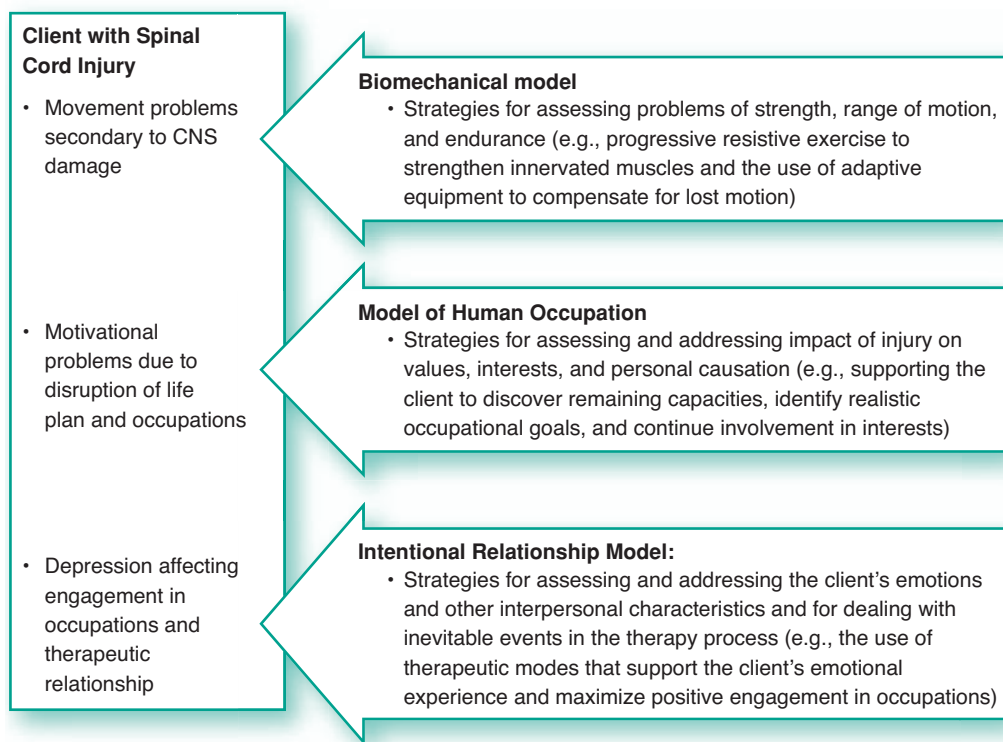 Client with Spinal
Cord Injury
• Movement problems
secondary to CNS
damage
• Motivational
problems due to
disruption of life
plan and occupations
• Depression affecting
engagement in
occupations and
therapeutic
relationship
Biomechanical model
• Strategies for assessing problems of strength, range of motion,
and endurance (e.g., progressive resistive exercise to
strengthen innervated muscles and the use of adaptive
equipment to compensate for lost motion)
Model of Human Occupation
• Strategies for assessing and addressing impact of injury on
values, interests, and personal causation (e.g., supporting the
client to discover remaining capacities, identify realistic
occupational goals, and continue involvement in interests)
Intentional Relationship Model:
• Strategies for assessing and addressing the client’s emotions
and other interpersonal characteristics and for dealing with
inevitable events in the therapy process (e.g., the use of
therapeutic modes that support the client’s emotional
experience and maximize positive engagement in occupations)